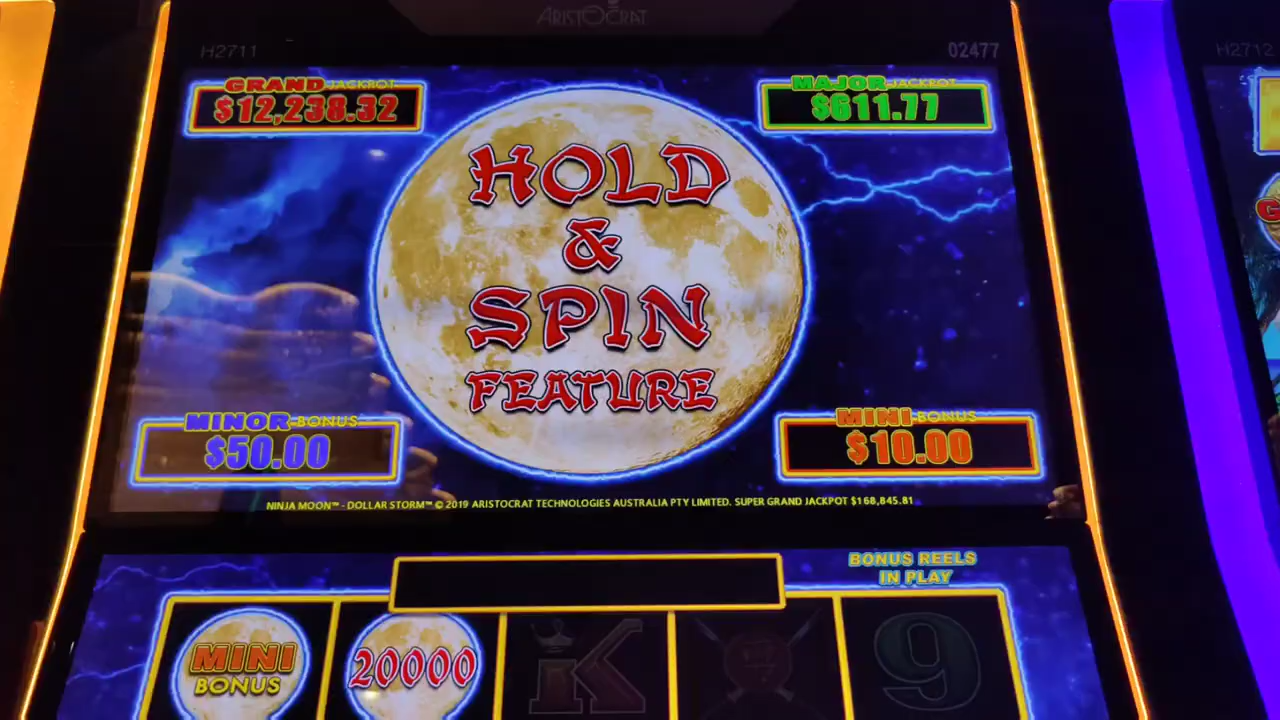 ARISTOCRAT
H2711
02477
H2712
GRAND JACKPOT
$12,238.32
MAJOR JACKPOT
$611.77
HOLD
&
SPIN
FEATURE
MINOR BONUS
$50.00
MINI BONUS
$10.00
NINJA MOON™ - DOLLAR STORM™ © 2019 ARISTOCRAT TECHNOLOGIES AUSTRALIA PTY LIMITED. SUPER GRAND JACKPOT $168,845.81
BONUS REELS
IN PLAY
MINI
BONUS
20000
K
9